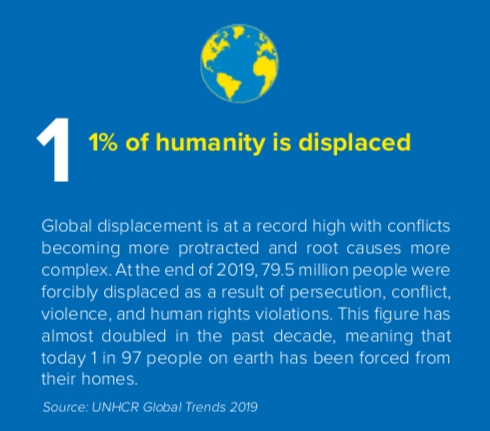 1
1% of humanity is displaced
Global displacement is at a record high with conflicts
becoming more protracted and root causes more
complex. At the end of 2019, 79.5 million people were
forcibly displaced as a result of persecution, conflict,
violence, and human rights violations. This figure has
almost doubled in the past decade, meaning that
today 1 in 97 people on earth has been forced from
their homes.
Source: UNHCR Global Trends 2019